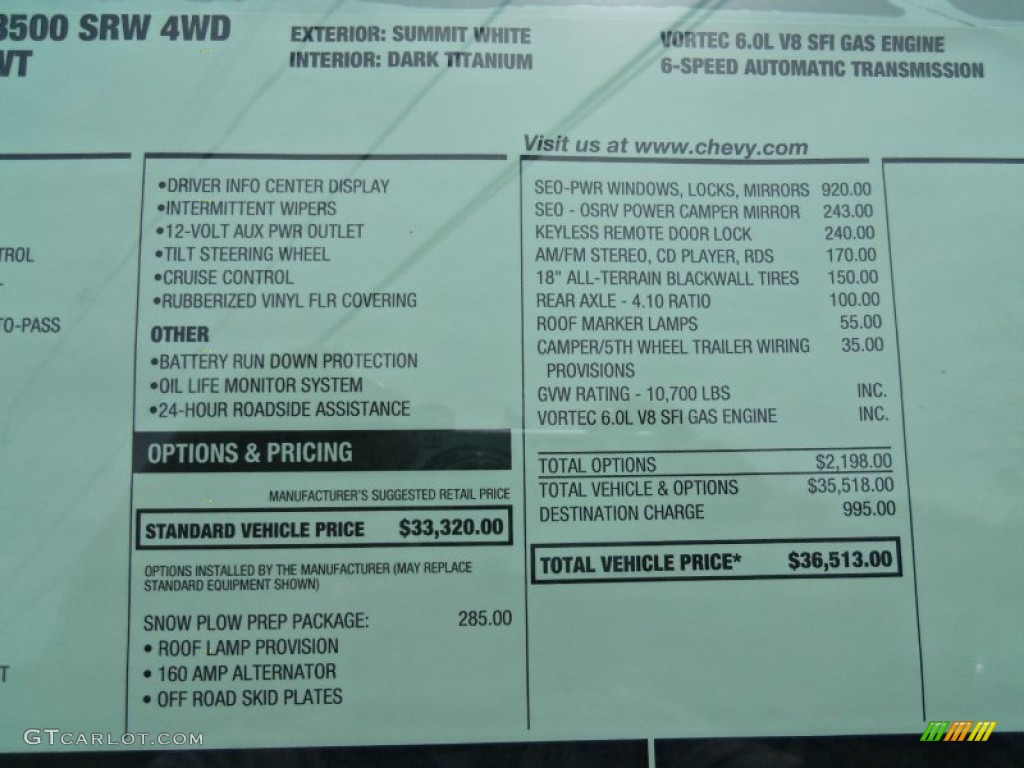 3500 SRW 4WD
WT
EXTERIOR: SUMMIT WHITE
INTERIOR: DARK TITANIUM
VORTEC 6.0L V8 SFI GAS ENGINE
6-SPEED AUTOMATIC TRANSMISSION
Visit us at www.chevy.com
TROL
TO-PASS
T
•DRIVER INFO CENTER DISPLAY
•INTERMITTENT WIPERS
•12-VOLT AUX PWR OUTLET
•TILT STEERING WHEEL
•CRUISE CONTROL
•RUBBERIZED VINYL FLR COVERING
OTHER
•BATTERY RUN DOWN PROTECTION
•OIL LIFE MONITOR SYSTEM
•24-HOUR ROADSIDE ASSISTANCE
OPTIONS & PRICING
MANUFACTURER'S SUGGESTED RETAIL PRICE
STANDARD VEHICLE PRICE $33,320.00
OPTIONS INSTALLED BY THE MANUFACTURER (MAY REPLACE
STANDARD EQUIPMENT SHOWN)
SNOW PLOW PREP PACKAGE: 285.00
• ROOF LAMP PROVISION
• 160 AMP ALTERNATOR
• OFF ROAD SKID PLATES
SEO-PWR WINDOWS, LOCKS, MIRRORS 920.00
SEO - OSRV POWER CAMPER MIRROR 243.00
KEYLESS REMOTE DOOR LOCK 240.00
AM/FM STEREO, CD PLAYER, RDS 170.00
18" ALL-TERRAIN BLACKWALL TIRES 150.00
REAR AXLE - 4.10 RATIO 100.00
ROOF MARKER LAMPS 55.00
CAMPER/5TH WHEEL TRAILER WIRING 35.00
PROVISIONS
GVW RATING - 10,700 LBS INC.
VORTEC 6.0L V8 SFI GAS ENGINE INC.
TOTAL OPTIONS $2,198.00
TOTAL VEHICLE & OPTIONS $35,518.00
DESTINATION CHARGE 995.00
TOTAL VEHICLE PRICE* $36,513.00
GTCARLOT.COM